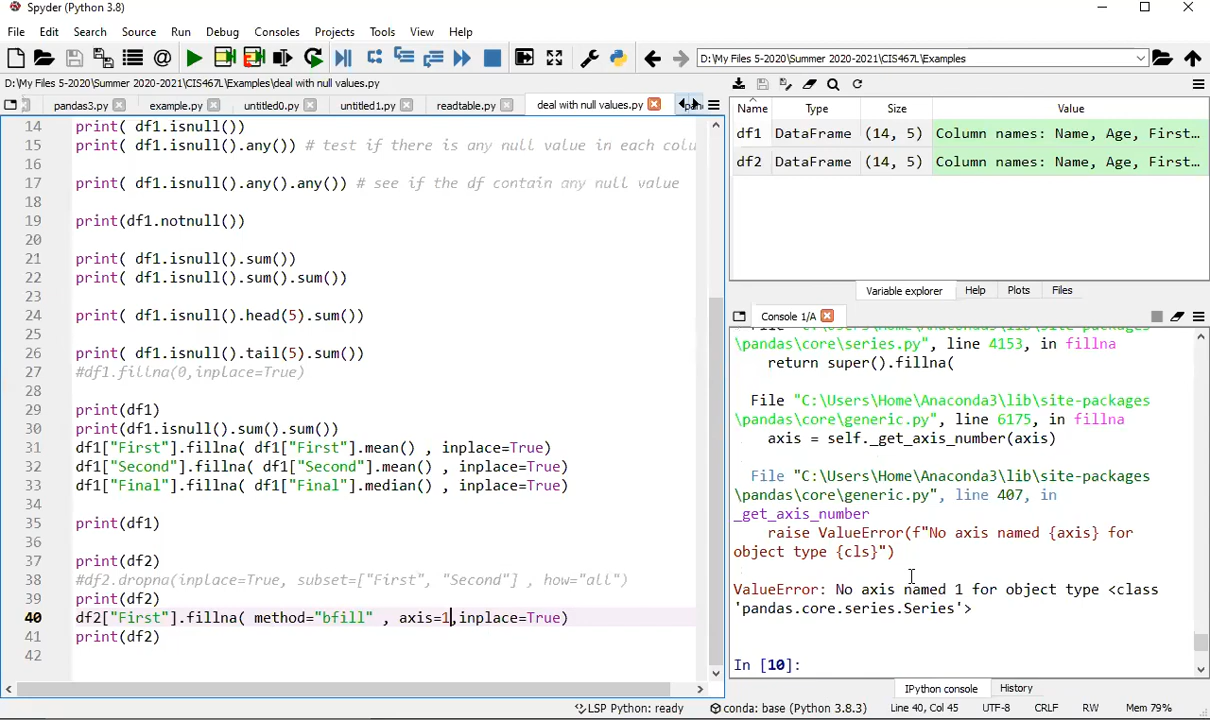 Spyder (Python 3.8)
File Edit Search Source Run Debug Consoles Projects Tools View Help
D:\My Files 5-2020\Summer 2020-2021\CIS467L\Examples
D:\My Files 5-2020\Summer 2020-2021\CIS467L\Examples\deal with null values.py
pandas3.py example.py untitled0.py untitled1.py readtable.py deal with null values.py
14 print( df1.isnull())
15 print( df1.isnull().any()) # test if there is any null value in each colu
16
17 print( df1.isnull().any().any()) # see if the df contain any null value
18
19 print(df1.notnull())
20
21 print( df1.isnull().sum())
22 print( df1.isnull().sum().sum())
23
24 print( df1.isnull().head(5).sum())
25
26 print( df1.isnull().tail(5).sum())
27 #df1.fillna(0,inplace=True)
28
29 print(df1)
30 print(df1.isnull().sum().sum())
31 df1["First"].fillna( df1["First"].mean() , inplace=True)
32 df1["Second"].fillna( df1["Second"].mean() , inplace=True)
33 df1["Final"].fillna( df1["Final"].median() , inplace=True)
34
35 print(df1)
36
37 print(df2)
38 #df2.dropna(inplace=True, subset=["First", "Second"] , how="all")
39 print(df2)
40 df2["First"].fillna( method="bfill" , axis=1,inplace=True)
41 print(df2)
42
Name Type Size Value
df1 DataFrame (14, 5) Column names: Name, Age, First...
df2 DataFrame (14, 5) Column names: Name, Age, First...
Variable explorer Help Plots Files
Console 1/A
File "C:\Users\Home\Anaconda3\lib\site-packages
\pandas\core\series.py", line 4153, in fillna
return super().fillna(
File "C:\Users\Home\Anaconda3\lib\site-packages
\pandas\core\generic.py", line 6175, in fillna
axis = self._get_axis_number(axis)
File "C:\Users\Home\Anaconda3\lib\site-packages
\pandas\core\generic.py", line 407, in
_get_axis_number
raise ValueError(f"No axis named {axis} for
object type {cls}")
ValueError: No axis named 1 for object type <class
'pandas.core.series.Series'>
In [10]:
IPython console History
LSP Python: ready conda: base (Python 3.8.3) Line 40, Col 45 UTF-8 CRLF RW Mem 79%